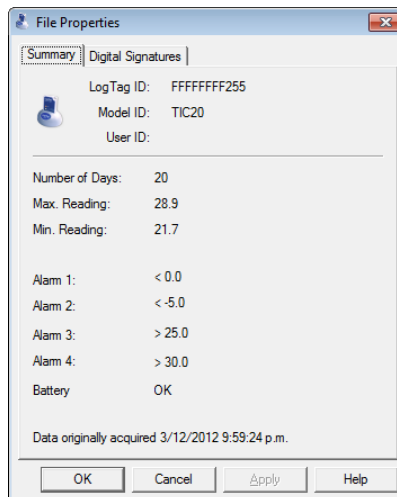 File Properties
Summary Digital Signatures
LogTag ID: FFFFFFFF255
Model ID: TIC20
User ID:
Number of Days: 20
Max. Reading: 28.9
Min. Reading: 21.7
Alarm 1: < 0.0
Alarm 2: < -5.0
Alarm 3: > 25.0
Alarm 4: > 30.0
Battery OK
Data originally acquired 3/12/2012 9:59:24 p.m.
OK Cancel Apply Help